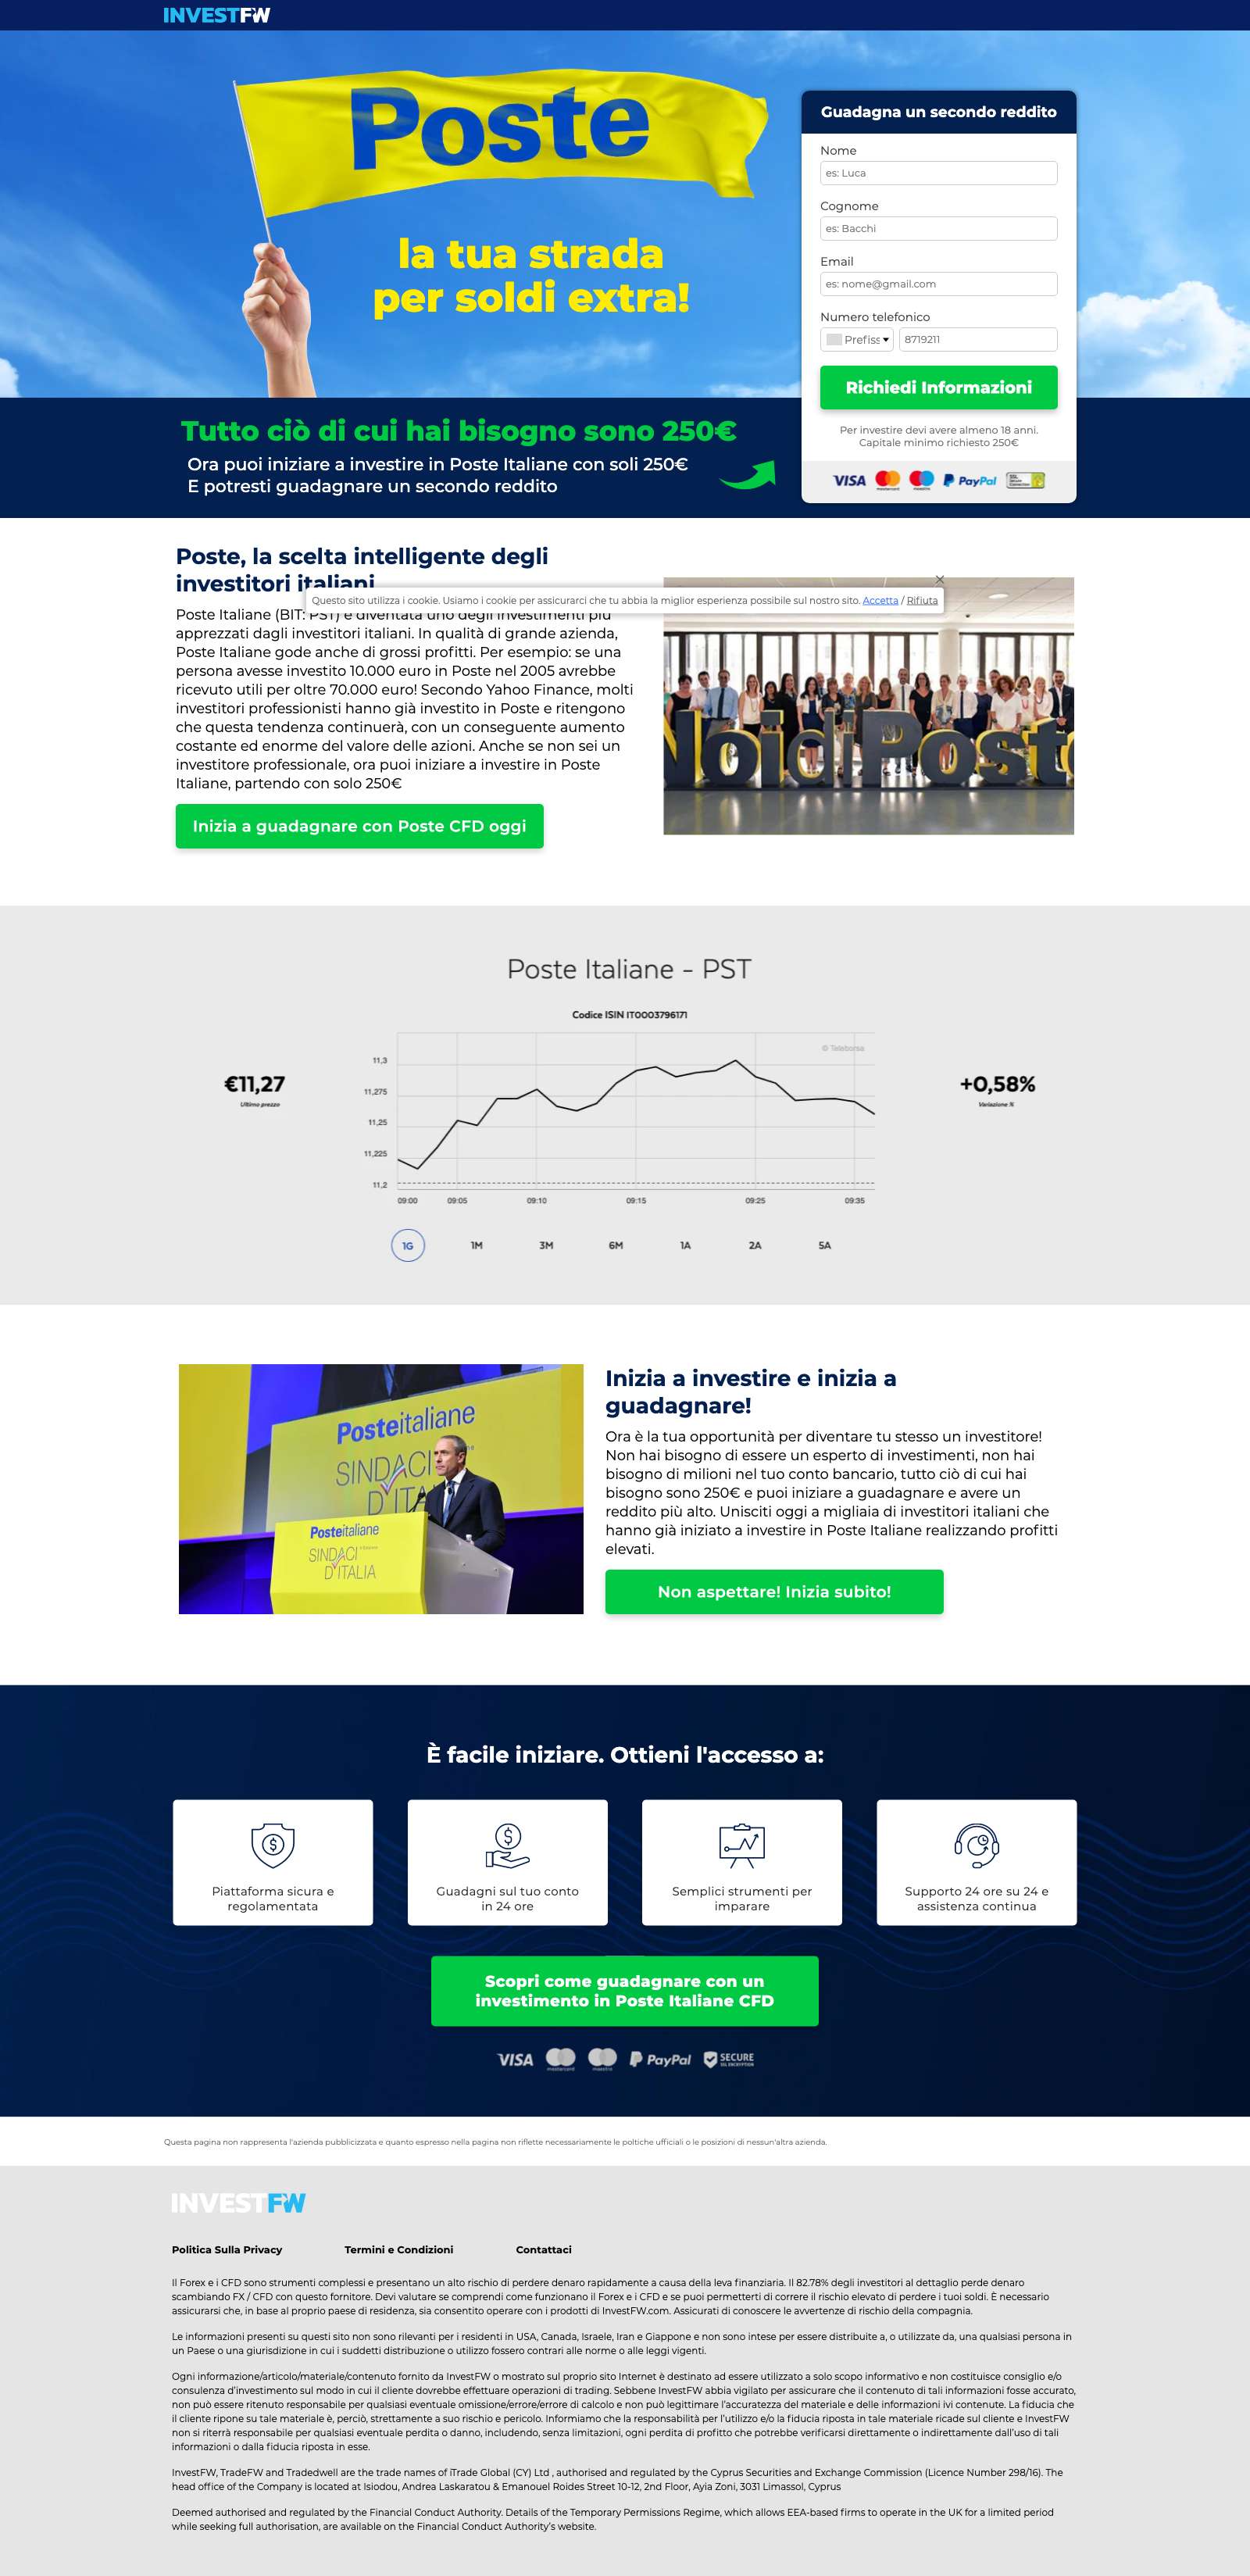 INVESTFW
Poste
la tua strada
per soldi extra!
Guadagna un secondo reddito
Nome
es: Luca
Cognome
es: Bacchi
Email
es: nome@gmail.com
Numero telefonico
Prefiss
8719211
Richiedi Informazioni
Per investire devi avere almeno 18 anni.
Capitale minimo richiesto 250€
VISA mastercard maestro PayPal
Tutto ciò di cui hai bisogno sono 250€
Ora puoi iniziare a investire in Poste Italiane con soli 250€
E potresti guadagnare un secondo reddito
Poste, la scelta intelligente degli
investitori italiani
Questo sito utilizza i cookie. Usiamo i cookie per assicurarci che tu abbia la miglior esperienza possibile sul nostro sito. Accetta / Rifiuta
Poste Italiane (BIT: PST) è diventata uno degli investimenti più
apprezzati dagli investitori italiani. In qualità di grande azienda,
Poste Italiane gode anche di grossi profitti. Per esempio: se una
persona avesse investito 10.000 euro in Poste nel 2005 avrebbe
ricevuto utili per oltre 70.000 euro! Secondo Yahoo Finance, molti
investitori professionisti hanno già investito in Poste e ritengono
che questa tendenza continuerà, con un conseguente aumento
costante ed enorme del valore delle azioni. Anche se non sei un
investitore professionale, ora puoi iniziare a investire in Poste
Italiane, partendo con solo 250€
NoidiPoste
Inizia a guadagnare con Poste CFD oggi
Poste Italiane - PST
Codice ISIN IT0003796171
© Teleborsa
€11,27
Ultimo prezzo
+0,58%
Variazione %
11,3
11,275
11,25
11,225
11,2
09:00 09:05 09:10 09:15 09:25 09:35
1G 1M 3M 6M 1A 2A 5A
Posteitaliane
SINDACI
D'ITA
Posteitaliane
SINDACI
D'ITALIA
Inizia a investire e inizia a
guadagnare!
Ora è la tua opportunità per diventare tu stesso un investitore!
Non hai bisogno di essere un esperto di investimenti, non hai
bisogno di milioni nel tuo conto bancario, tutto ciò di cui hai
bisogno sono 250€ e puoi iniziare a guadagnare e avere un
reddito più alto. Unisciti oggi a migliaia di investitori italiani che
hanno già iniziato a investire in Poste Italiane realizzando profitti
elevati.
Non aspettare! Inizia subito!
È facile iniziare. Ottieni l'accesso a:
Piattaforma sicura e
regolamentata
Guadagni sul tuo conto
in 24 ore
Semplici strumenti per
imparare
Supporto 24 ore su 24 e
assistenza continua
Scopri come guadagnare con un
investimento in Poste Italiane CFD
VISA mastercard maestro PayPal SECURE
SSL ENCRYPTION
Questa pagina non rappresenta l'azienda pubblicizzata e quanto espresso nella pagina non riflette necessariamente le poltiche ufficiali o le posizioni di nessun'altra azienda.
INVESTFW
Politica Sulla Privacy Termini e Condizioni Contattaci
Il Forex e i CFD sono strumenti complessi e presentano un alto rischio di perdere denaro rapidamente a causa della leva finanziaria. Il 82.78% degli investitori al dettaglio perde denaro
scambiando FX / CFD con questo fornitore. Devi valutare se comprendi come funzionano il Forex e i CFD e se puoi permetterti di correre il rischio elevato di perdere i tuoi soldi. È necessario
assicurarsi che, in base al proprio paese di residenza, sia consentito operare con i prodotti di InvestFW.com. Assicurati di conoscere le avvertenze di rischio della compagnia.
Le informazioni presenti su questi sito non sono rilevanti per i residenti in USA, Canada, Israele, Iran e Giappone e non sono intese per essere distribuite a, o utilizzate da, una qualsiasi persona in
un Paese o una giurisdizione in cui i suddetti distribuzione o utilizzo fossero contrari alle norme o alle leggi vigenti.
Ogni informazione/articolo/materiale/contenuto fornito da InvestFW o mostrato sul proprio sito Internet è destinato ad essere utilizzato a solo scopo informativo e non costituisce consiglio e/o
consulenza d'investimento sul modo in cui il cliente dovrebbe effettuare operazioni di trading. Sebbene InvestFW abbia vigilato per assicurare che il contenuto di tali informazioni fosse accurato,
non può essere ritenuto responsabile per qualsiasi eventuale omissione/errore/errore di calcolo e non può legittimare l'accuratezza del materiale e delle informazioni ivi contenute. La fiducia che
il cliente ripone su tale materiale è, perciò, strettamente a suo rischio e pericolo. Informiamo che la responsabilità per l'utilizzo e/o la fiducia riposta in tale materiale ricade sul cliente e InvestFW
non si riterrà responsabile per qualsiasi eventuale perdita o danno, includendo, senza limitazioni, ogni perdita di profitto che potrebbe verificarsi direttamente o indirettamente dall'uso di tali
informazioni o dalla fiducia riposta in esse.
InvestFW, TradeFW and Tradedwell are the trade names of iTrade Global (CY) Ltd , authorised and regulated by the Cyprus Securities and Exchange Commission (Licence Number 298/16). The
head office of the Company is located at Isiodou, Andrea Laskaratou & Emanouel Roides Street 10-12, 2nd Floor, Ayia Zoni, 3031 Limassol, Cyprus
Deemed authorised and regulated by the Financial Conduct Authority. Details of the Temporary Permissions Regime, which allows EEA-based firms to operate in the UK for a limited period
while seeking full authorisation, are available on the Financial Conduct Authority's website.